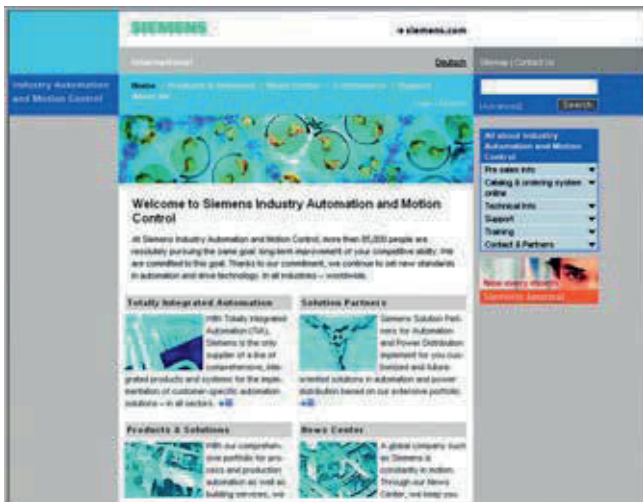 SIEMENS
siemens.com
International
Deutsch
Sitemap | Contact Us
Industry Automation
and Motion Control
Home Products & Solutions News Center Support
About us
Search
All about Industry
Automation and Motion
Control
Pre sales info
Catalog & ordering system
online
Technical Info
Support
Training
Contact & Partners
Welcome to Siemens Industry Automation and Motion
Control
At Siemens Industry Automation and Motion Control, more than 85,000 people are
resolutely pursuing the same goal: long-term improvement of your competitive ability. We
are committed to this goal. Thanks to our commitment, we continue to set new standards
in automation and drive technology. In all industries – worldwide.
Totally Integrated Automation
With Totally Integrated
Automation (TIA),
Siemens is the only
supplier of a line of
comprehensive, inte-
grated products and systems for the imple-
mentation of customer-specific automation
solutions – in all sectors.
Solution Partners
Siemens Solution Part-
ners for Automation
and Power Distribution
implement for you cus-
tomized and future-
oriented solutions in automation and power
distribution based on our extensive portfolio.
Siemens Journal
Products & Solutions
With our comprehen-
sive portfolio for pro-
cess and production
automation as well as
building services, we
News Center
A global company such
as Siemens is
constantly in motion.
Through our News
Center, we keep you